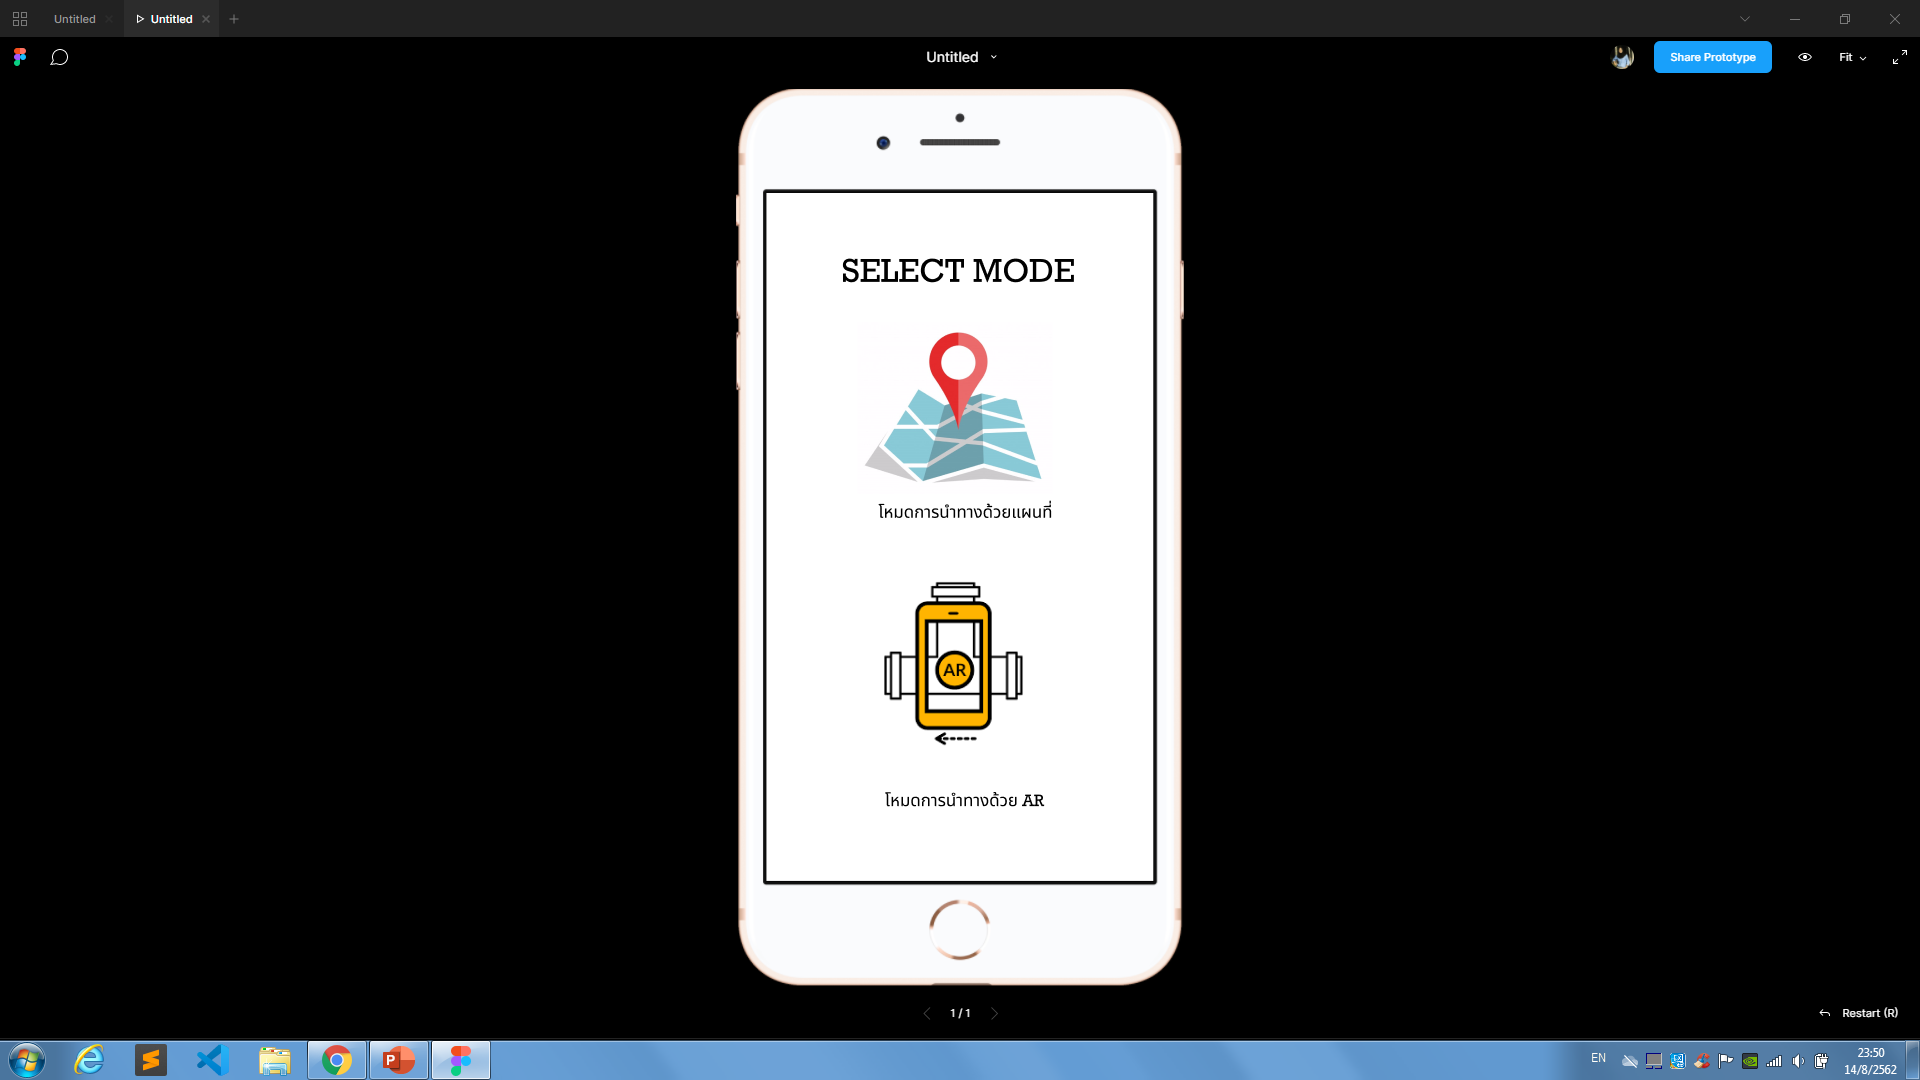 Untitled
Untitled
Untitled
Share Prototype
Fit
SELECT MODE
โหมดการนำทางด้วยแผนที่
AR
โหมดการนำทางด้วย AR
1 / 1
Restart (R)
EN
23:50
14/8/2562